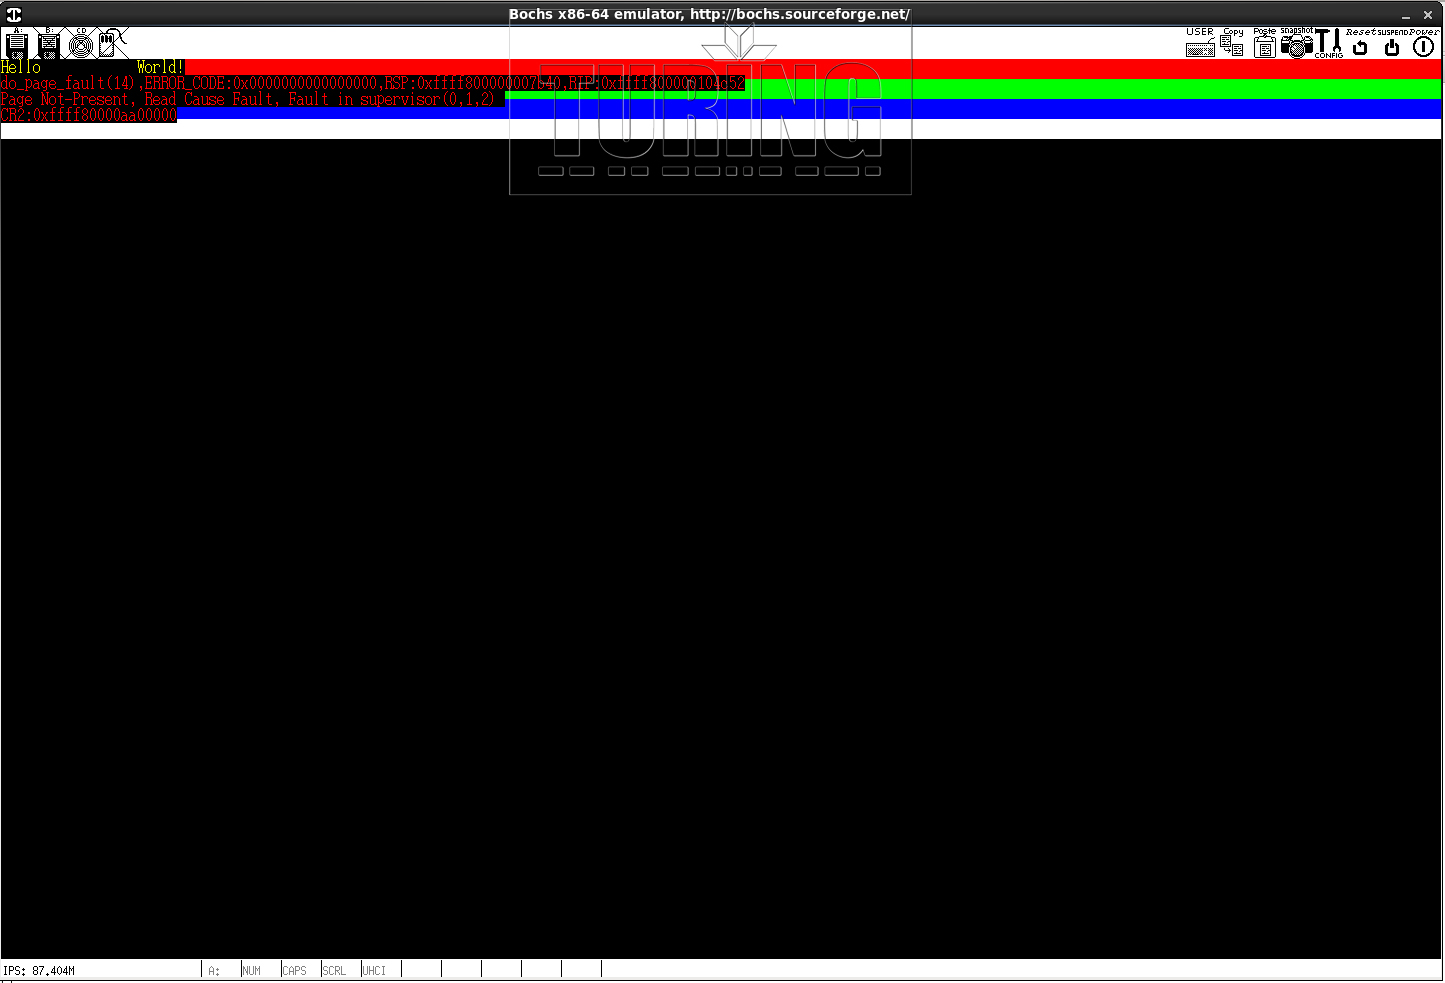 Bochs x86-64 emulator, http://bochs.sourceforge.net/
A: B: CD USER Copy Paste snapshot CONFIG Reset SUSPEND Power
Hello World!
do_page_fault(14),ERROR_CODE:0x0000000000000000,RSP:0xffff800000007b40,RIP:0xffff800000104d52
Page Not-Present, Read Cause Fault, Fault in supervisor(0,1,2)
CR2:0xffff80000aa00000
TURING
IPS: 87.404M A: NUM CAPS SCRL UHCI